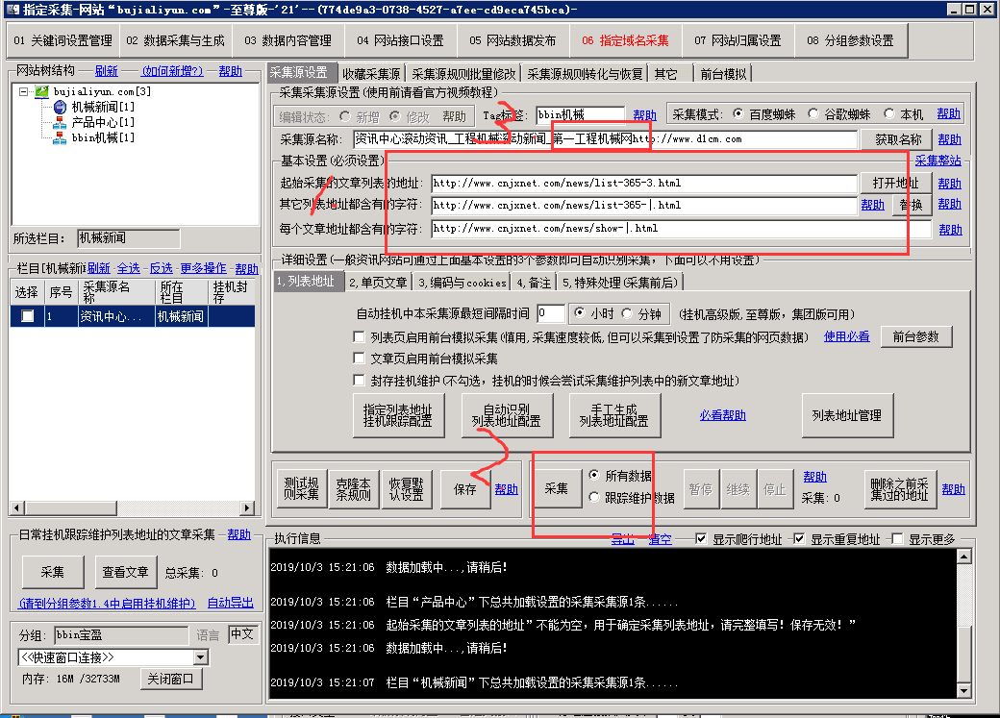 指定采集-网站“bujialiyun.com”-至尊版-'21'--(774de9a3-0738-4527-a7ee-cd9eca745bca)-
01 关键词设置管理 02 数据采集与生成 03 数据内容管理 04 网站接口设置 05 网站数据发布 06 指定域名采集 07 网站归属设置 08 分组参数设置
网站树结构 刷新 (如何新增?) 帮助
bujialiyun.com[3]
机械新闻[1]
产品中心[1]
bbin机械[1]
所选栏目: 机械新闻
栏目[机械新 刷新 全选 反选 更多操作 帮助
选择 序号 采集源名称 所在栏目 挂机封存
1 资讯中心... 机械新闻
日常挂机跟踪维护列表地址的文章采集 帮助
采集 查看文章 总采集: 0
(请到分组参数1.4中启用挂机维护) 自动导出
分组: bbin宝盈 语言 中文
<<快速窗口连接>>
内存: 16M /32733M 关闭窗口
采集源设置 收藏采集源 采集源规则批量修改 采集源规则转化与恢复 其它 前台模拟
采集采集源设置(使用前请看官方视频教程)
编辑状态: 新增 修改 帮助 Tag标签: bbin机械 帮助 采集模式: 百度蜘蛛 谷歌蜘蛛 本机 帮助
采集源名称: 资讯中心滚动资讯_工程机械滚动新闻_第一工程机械网http://www.d1cm.com 获取名称 帮助
基本设置(必须设置) 采集整站
起始采集的文章列表的地址: http://www.cnjxnet.com/news/list-365-3.html 打开地址 帮助
其它列表地址都含有的字符: http://www.cnjxnet.com/news/list-365-|.html 帮助 替换 帮助
每个文章地址都含有的字符: http://www.cnjxnet.com/news/show-|.html 帮助
详细设置(一般资讯网站可通过上面基本设置的3个参数即可自动识别采集，下面可以不用设置)
1,列表地址 2,单页文章 3,编码与cookies 4,备注 5,特殊处理(采集前后)
自动挂机中本采集源最短间隔时间 0 小时 分钟 (挂机高级版,至尊版，集团版可用)
列表页启用前台模拟采集(慎用,采集速度较低,但可以采集到设置了防采集的网页数据) 使用必看 前台参数
文章页启用前台模拟采集
封存挂机维护(不勾选，挂机的时候会尝试采集维护列表中的新文章地址)
指定列表地址挂机跟踪配置 自动识别列表地址配置 手工生成列表地址配置 必看帮助 列表地址管理
测试规则采集 克隆本条规则 恢复默认设置 保存 帮助 采集 所有数据 跟踪维护数据 暂停 继续 停止 帮助 采集: 0 删除之前采集过的地址 帮助
执行信息 导出 清空 显示爬行地址 显示重复地址 显示更多
2019/10/3 15:21:06 数据加载中...,请稍后!
2019/10/3 15:21:06 栏目“产品中心”下总共加载设置的采集采集源1条......
2019/10/3 15:21:06 起始采集的文章列表的地址”不能为空，用于确定采集列表地址，请完整填写! 保存无效! ”
2019/10/3 15:21:06 数据加载中...,请稍后!
2019/10/3 15:21:07 栏目“机械新闻”下总共加载设置的采集采集源1条......